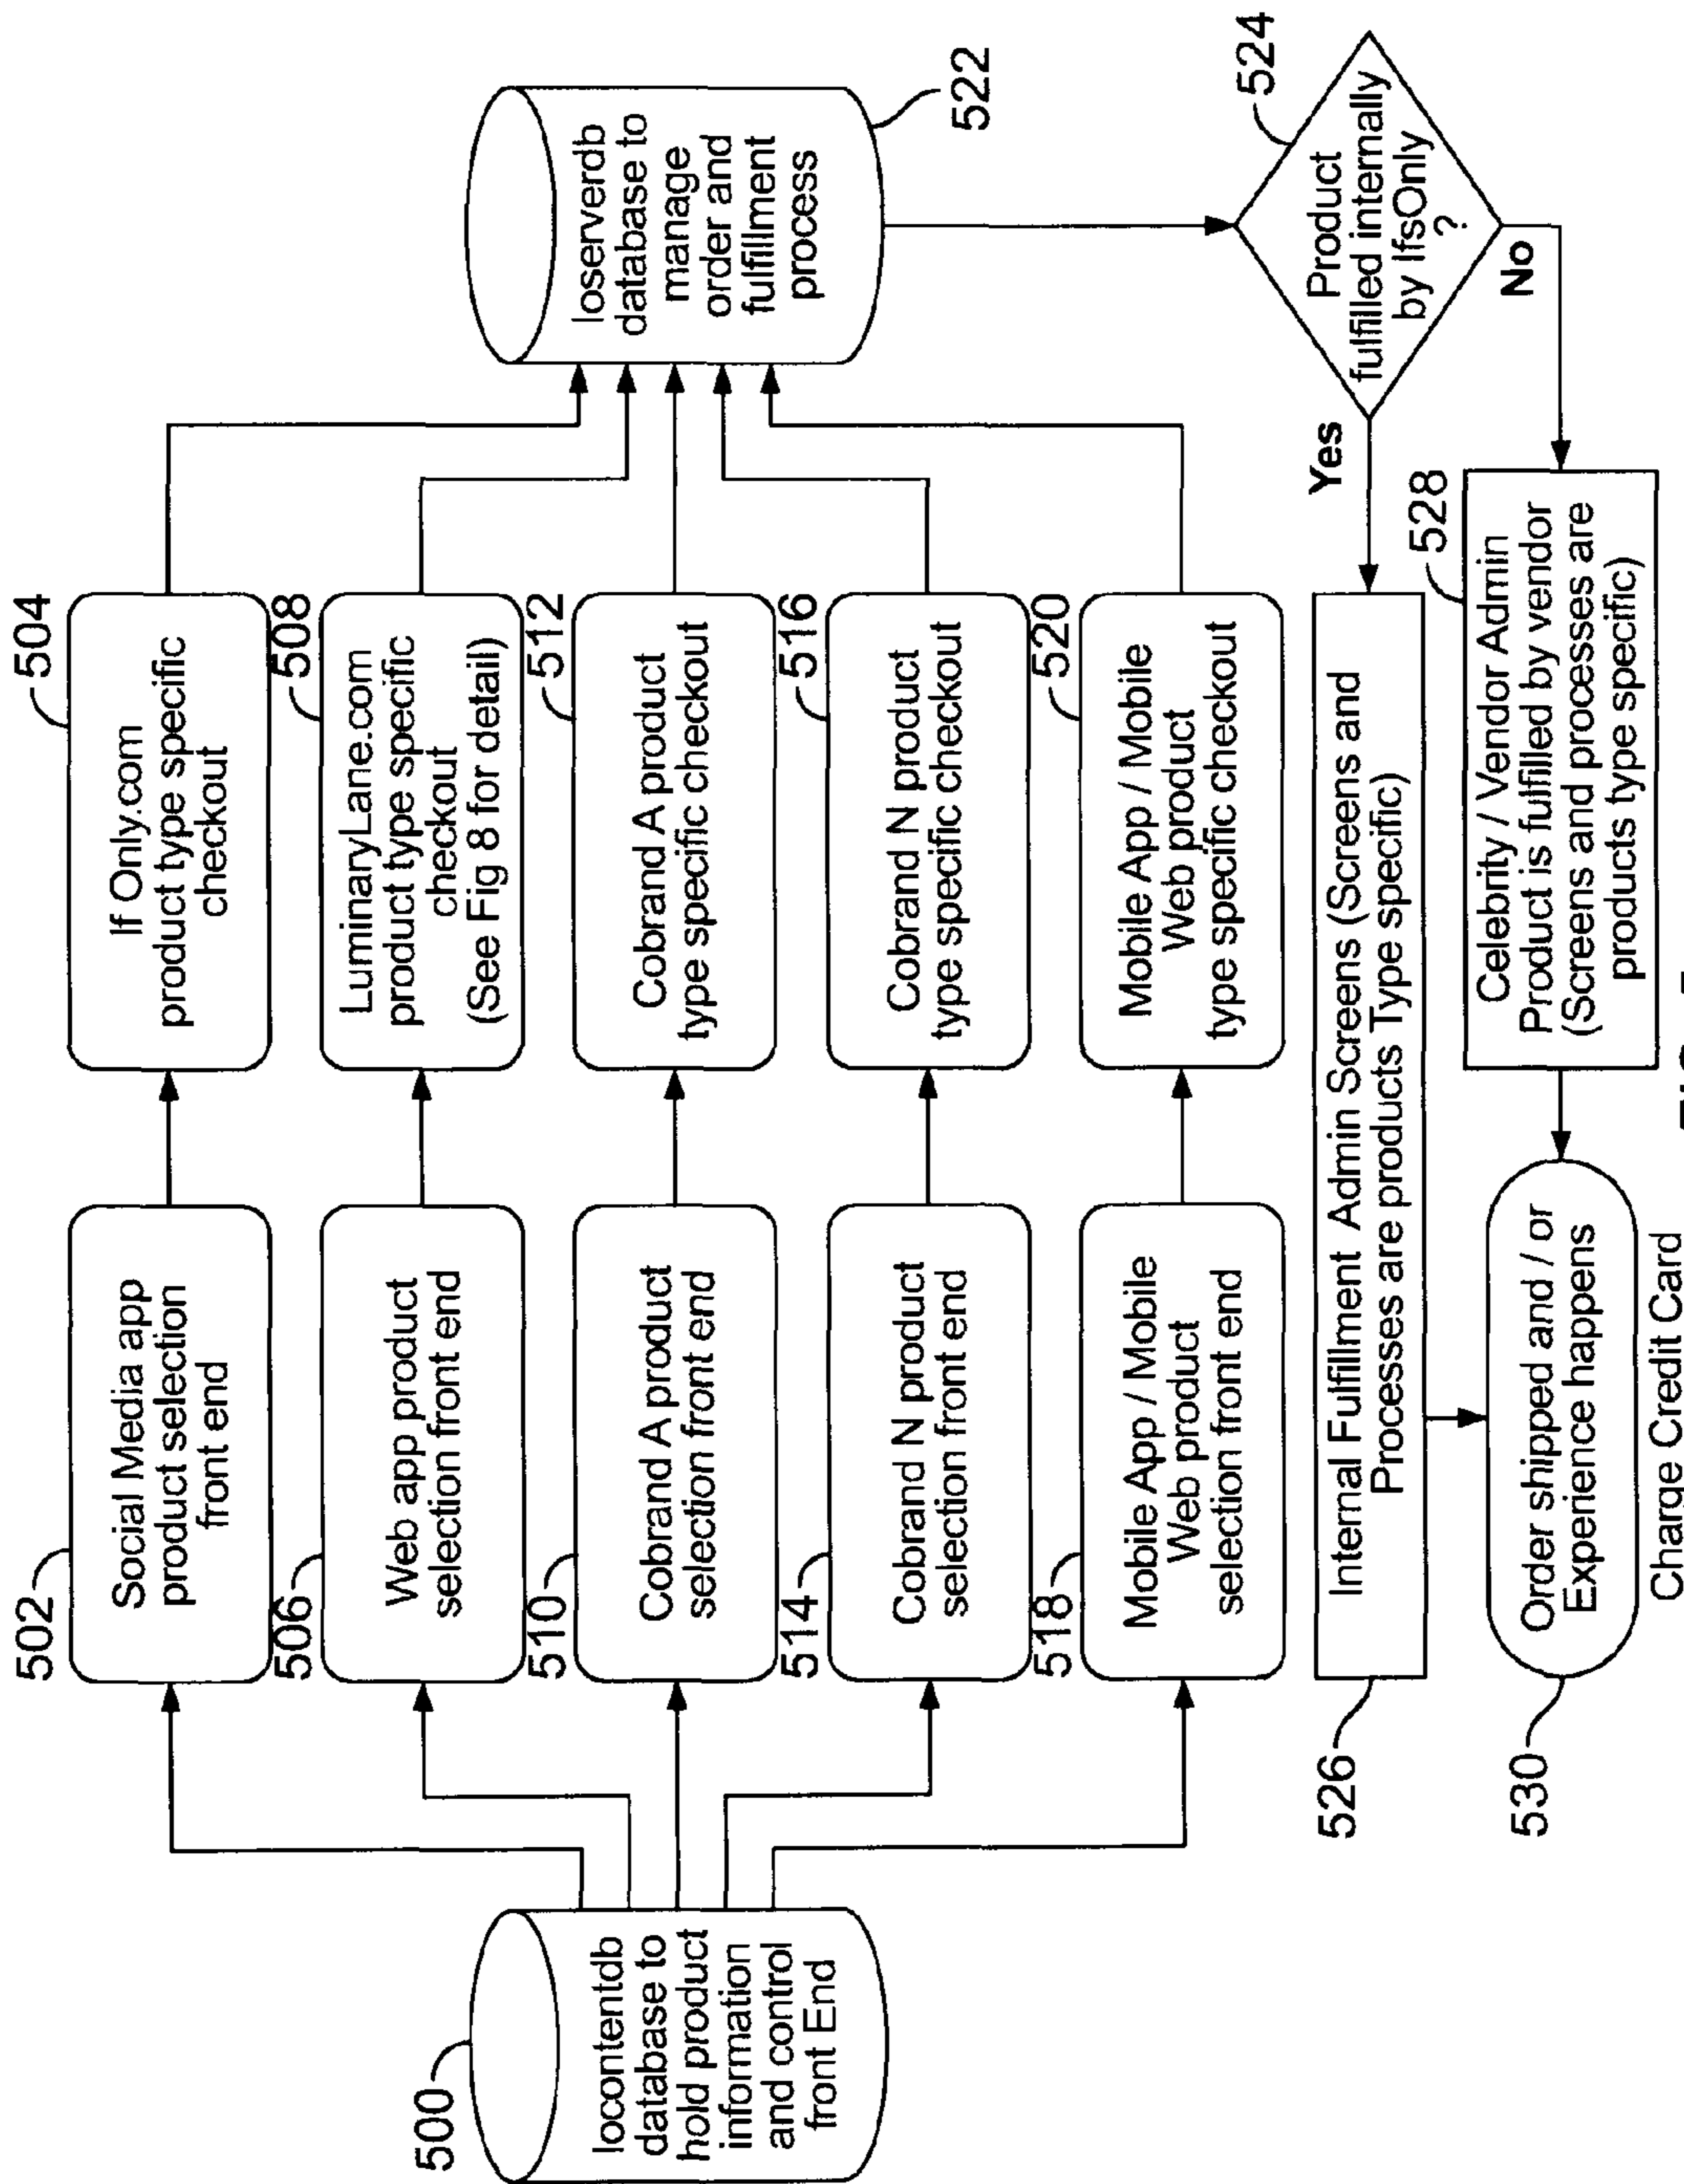 500
locontentdb
database to
hold product
information
and control
front End
502
Social Media app
product selection
front end
504
If Only.com
product type specific
checkout
506
Web app product
selection front end
508
LuminaryLane.com
product type specific
checkout
(See Fig 8 for detail)
510
Cobrand A product
selection front end
512
Cobrand A product
type specific checkout
514
Cobrand N product
selection front end
516
Cobrand N product
type specific checkout
518
Mobile App / Mobile
Web product
selection front end
520
Mobile App / Mobile
Web product
type specific checkout
loserverdb
database to
manage
order and
fulfillment
process
522
524
Product
fulfilled internally
by IfsOnly
?
Yes
No
526
Internal Fulfillment Admin Screens (Screens and
Processes are products Type specific)
528
Celebrity / Vendor Admin
Product is fulfilled by vendor
(Screens and processes are
products type specific)
530
Order shipped and / or
Experience happens
Charge Credit Card